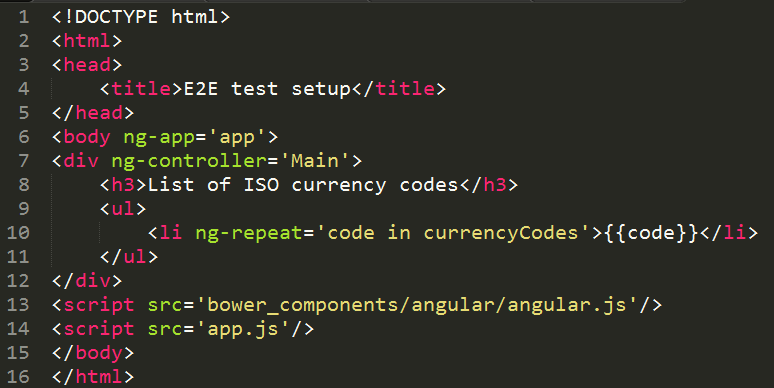 1 <!DOCTYPE html>
2 <html>
3 <head>
4     <title>E2E test setup</title>
5 </head>
6 <body ng-app='app'>
7 <div ng-controller='Main'>
8     <h3>List of ISO currency codes</h3>
9     <ul>
10         <li ng-repeat='code in currencyCodes'>{{code}}</li>
11     </ul>
12 </div>
13 <script src='bower_components/angular/angular.js'/>
14 <script src='app.js'/>
15 </body>
16 </html>